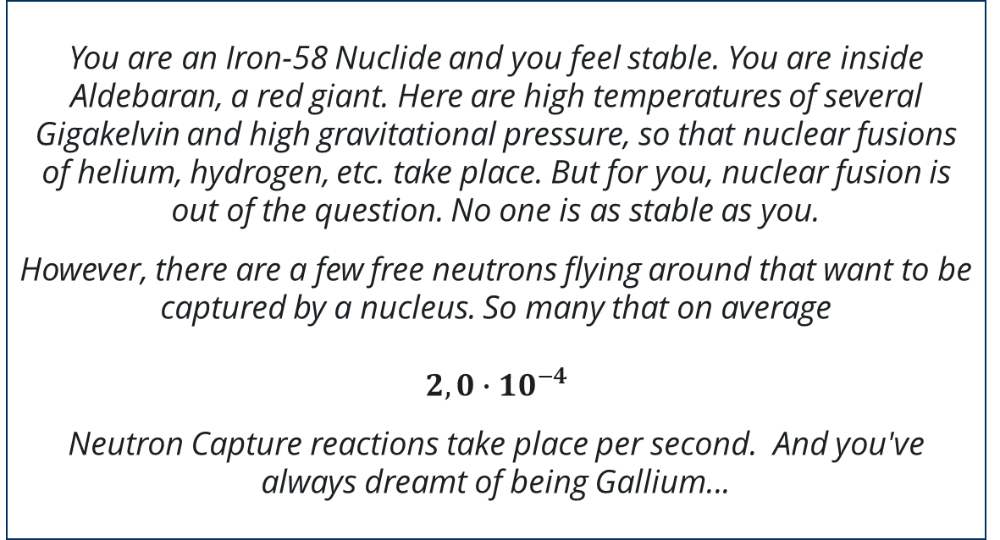 You are an Iron-58 Nuclide and you feel stable. You are inside
Aldebaran, a red giant. Here are high temperatures of several
Gigakelvin and high gravitational pressure, so that nuclear fusions
of helium, hydrogen, etc. take place. But for you, nuclear fusion is
out of the question. No one is as stable as you.
However, there are a few free neutrons flying around that want to be
captured by a nucleus. So many that on average
2,0 · 10⁻⁴
Neutron Capture reactions take place per second.  And you've
always dreamt of being Gallium...